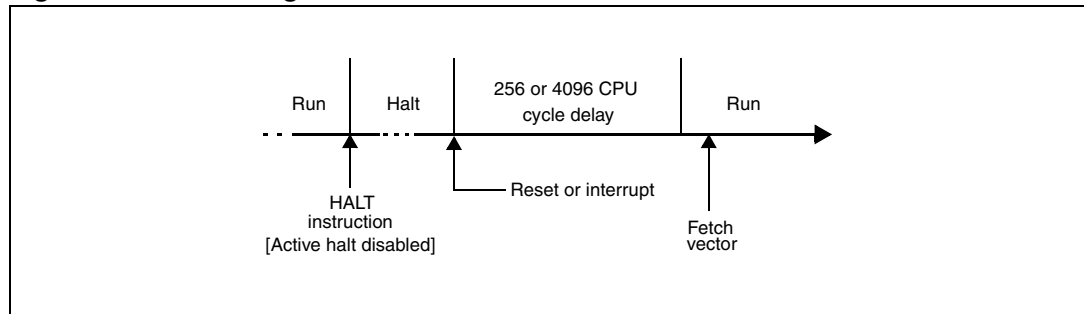 Run
Halt
256 or 4096 CPU
cycle delay
Run
Reset or interrupt
HALT
instruction
[Active halt disabled]
Fetch
vector